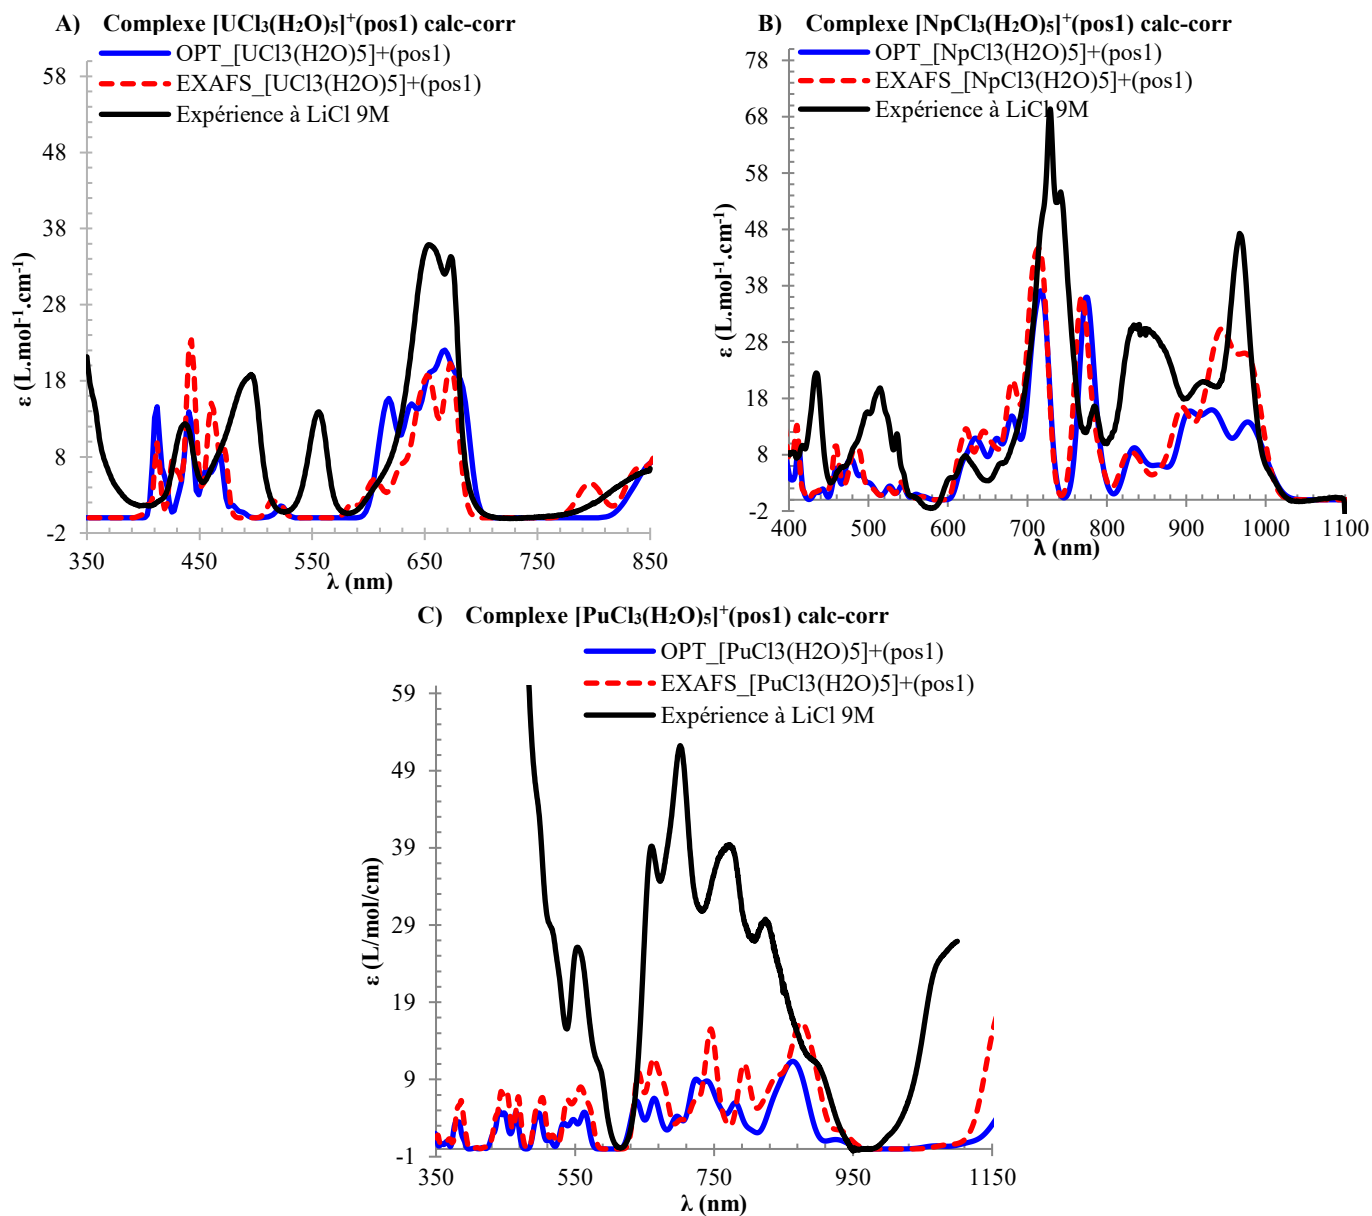 A) Complexe [UCl₃(H₂O)₅]⁺(pos1) calc-corr
OPT_[UCl3(H2O)5]+(pos1)
EXAFS_[UCl3(H2O)5]+(pos1)
Expérience à LiCl 9M
58
48
38
28
18
8
-2
ε (L.mol⁻¹.cm⁻¹)
350 450 550 650 750 850
λ (nm)
B) Complexe [NpCl₃(H₂O)₅]⁺(pos1) calc-corr
OPT_[NpCl3(H2O)5]+(pos1)
EXAFS_[NpCl3(H2O)5]+(pos1)
Expérience à LiCl 9M
78
68
58
48
38
28
18
8
-2
ε (L.mol⁻¹.cm⁻¹)
400 500 600 700 800 900 1000 1100
λ (nm)
C) Complexe [PuCl₃(H₂O)₅]⁺(pos1) calc-corr
OPT_[PuCl3(H2O)5]+(pos1)
EXAFS_[PuCl3(H2O)5]+(pos1)
Expérience à LiCl 9M
59
49
39
29
19
9
-1
ε (L/mol/cm)
350 550 750 950 1150
λ (nm)